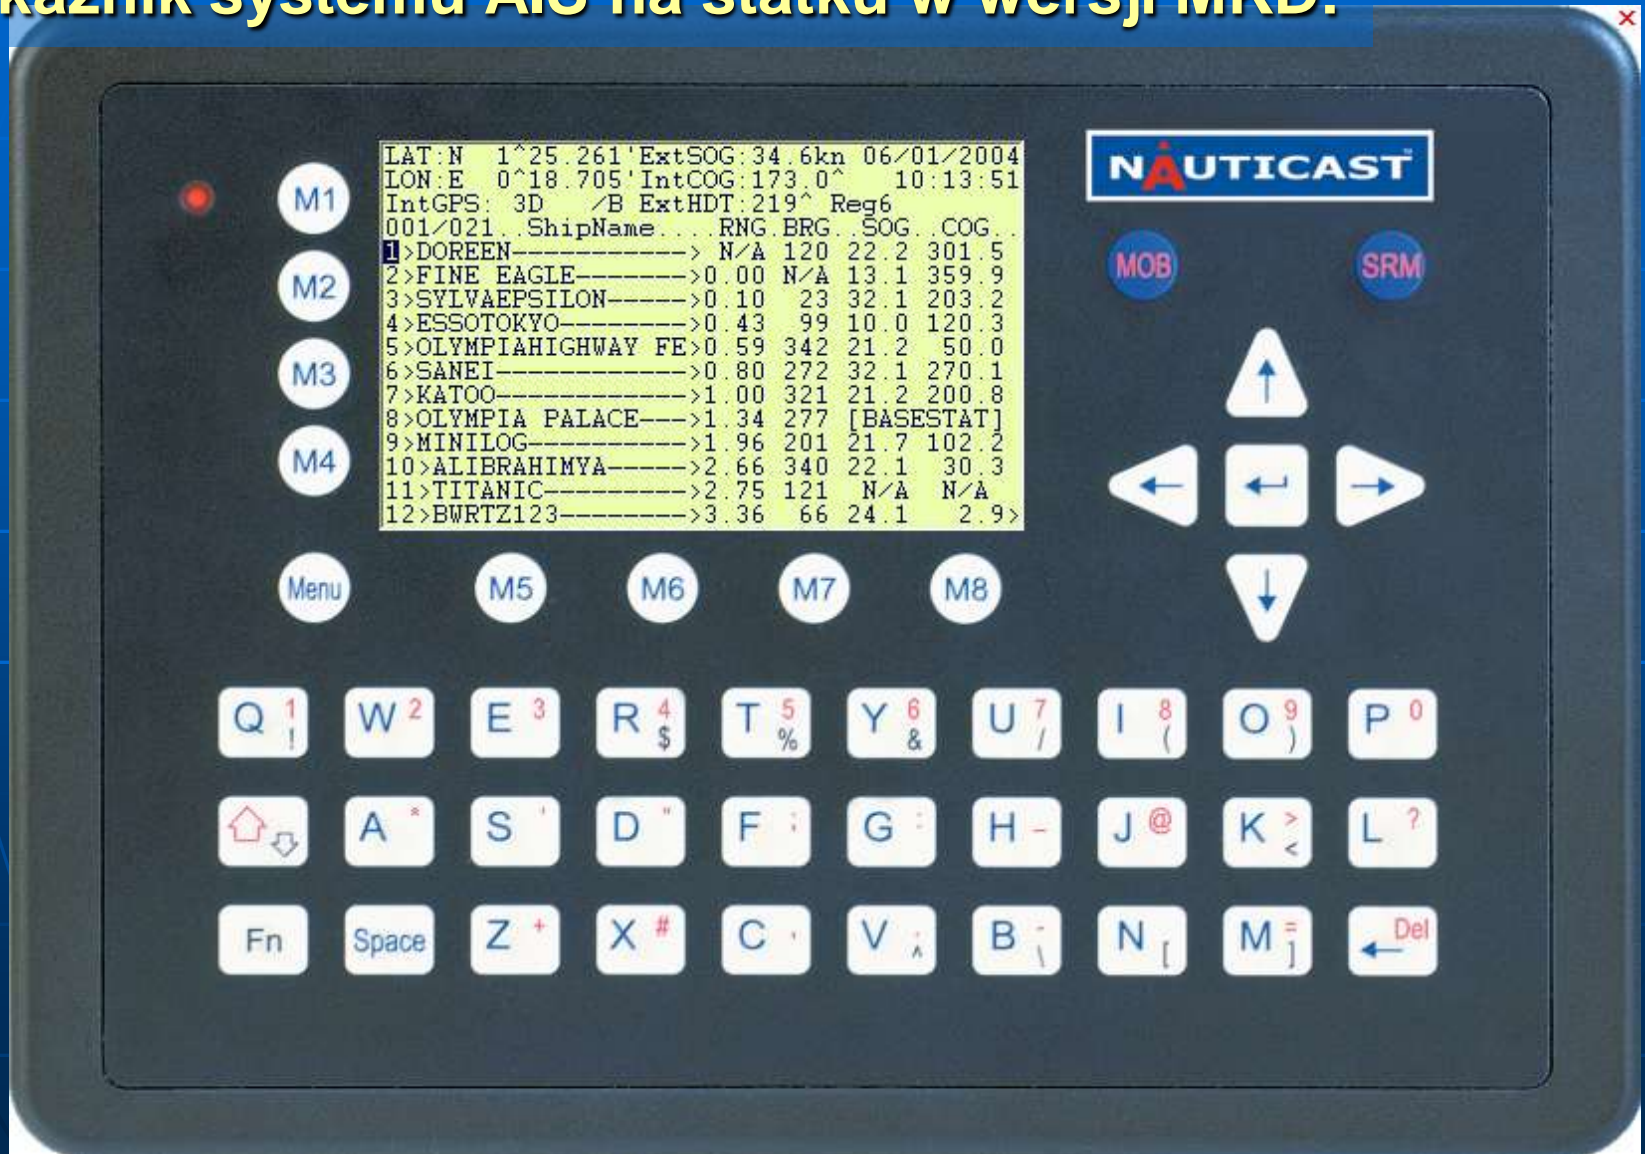 systemu AIS na statku w wersji MKD.
LAT:N 1^25.261'ExtSOG:34.6kn 06/01/2004
LON:E 0^18.705'IntCOG:173.0^ 10:13:51
IntGPS: 3D /B ExtHDT:219^ Reg6
001/021..ShipName....RNG.BRG..SOG..COG..
1>DOREEN------------> N/A 120 22.2 301.5
2>FINE EAGLE-------->0.00 N/A 13.1 359.9
3>SYLVAEPSILON----->0.10 23 32.1 203.2
4>ESSOTOKYO-------->0.43 99 10.0 120.3
5>OLYMPIAHIGHWAY FE>0.59 342 21.2 50.0
6>SANEI------------>0.80 272 32.1 270.1
7>KATOO------------>1.00 321 21.2 200.8
8>OLYMPIA PALACE--->1.34 277 [BASESTAT]
9>MINILOG---------->1.96 201 21.7 102.2
10>ALIBRAHIMYA----->2.66 340 22.1 30.3
11>TITANIC--------->2.75 121 N/A N/A
12>BWRTZ123-------->3.36 66 24.1 2.9>
NAUTICAST™
M1
M2
M3
M4
MOB SRM
Menu M5 M6 M7 M8
Q 1 ! W 2 E 3 R 4 $ T 5 % Y 6 & U 7 / I 8 ( O 9 ) P 0
A * S ' D " F ; G : H _ J @ K > < L ?
Fn Space Z + X # C , V . ^ B - \ N [ M = ] Del